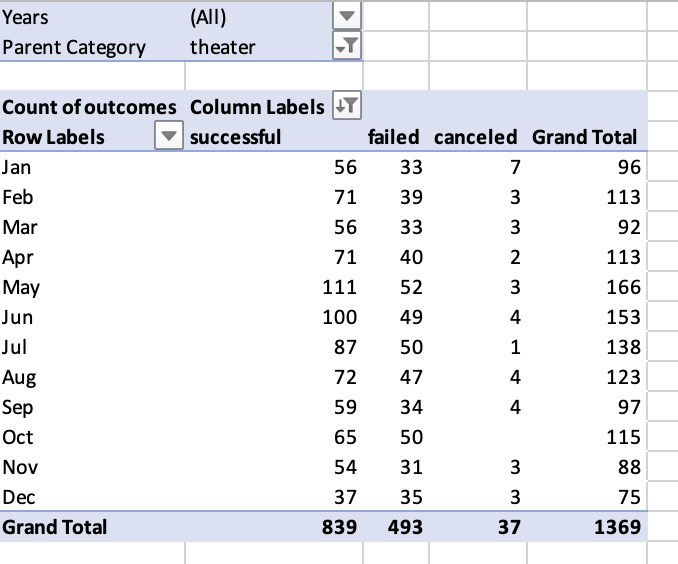 Years (All)
Parent Category theater
Count of outcomes Column Labels
Row Labels successful failed canceled Grand Total
Jan 56 33 7 96
Feb 71 39 3 113
Mar 56 33 3 92
Apr 71 40 2 113
May 111 52 3 166
Jun 100 49 4 153
Jul 87 50 1 138
Aug 72 47 4 123
Sep 59 34 4 97
Oct 65 50 115
Nov 54 31 3 88
Dec 37 35 3 75
Grand Total 839 493 37 1369